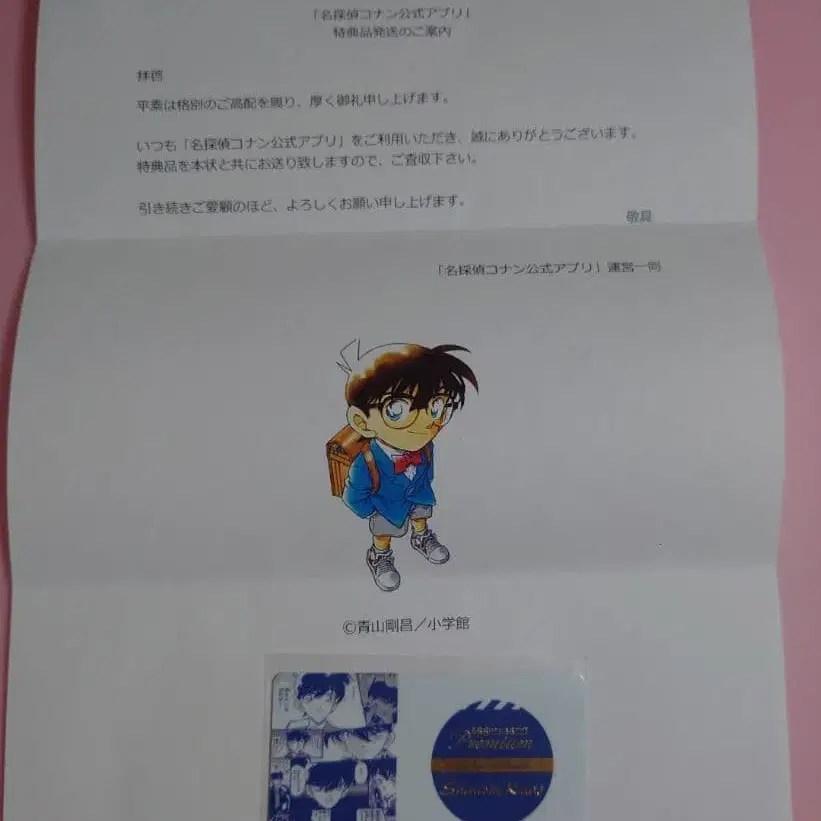 「名探偵コナン公式アプリ」
特典品発送のご案内
拝啓
平素は格別のご高配を賜り、厚く御礼申し上げます。
いつも「名探偵コナン公式アプリ」をご利用いただき、誠にありがとうございます。
特典品を本状と共にお送り致しますので、ご査収下さい。
引き続きご愛顧のほど、よろしくお願い申し上げます。
敬具
「名探偵コナン公式アプリ」運営一同
©青山剛昌／小学館
Premium
Shinichi Kudo